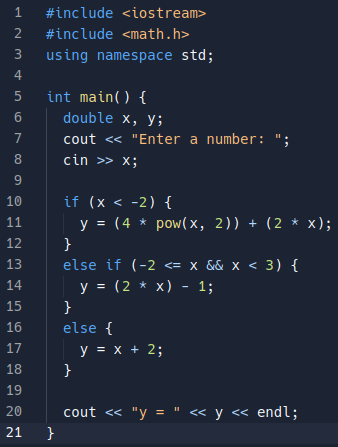 1 #include <iostream>
2 #include <math.h>
3 using namespace std;
4
5 int main() {
6   double x, y;
7   cout << "Enter a number: ";
8   cin >> x;
9
10   if (x < -2) {
11     y = (4 * pow(x, 2)) + (2 * x);
12   }
13   else if (-2 <= x && x < 3) {
14     y = (2 * x) - 1;
15   }
16   else {
17     y = x + 2;
18   }
19
20   cout << "y = " << y << endl;
21 }